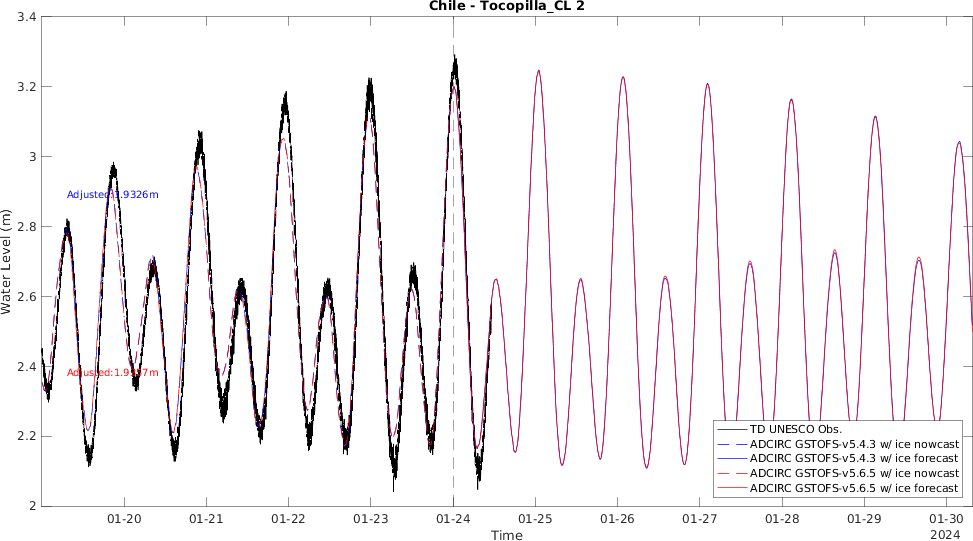 Chile - Tocopilla_CL 2
3.4
3.2
3
2.8
2.6
2.4
2.2
2
Water Level (m)
Adjusted:1.9326m
TD UNESCO Obs.
ADCIRC GSTOFS-v5.4.3 w/ ice nowcast
ADCIRC GSTOFS-v5.4.3 w/ ice forecast
ADCIRC GSTOFS-v5.6.5 w/ ice nowcast
ADCIRC GSTOFS-v5.6.5 w/ ice forecast
01-20
01-21
01-22
01-23
01-24
01-25
01-26
01-27
01-28
01-29
01-30
2024
Time